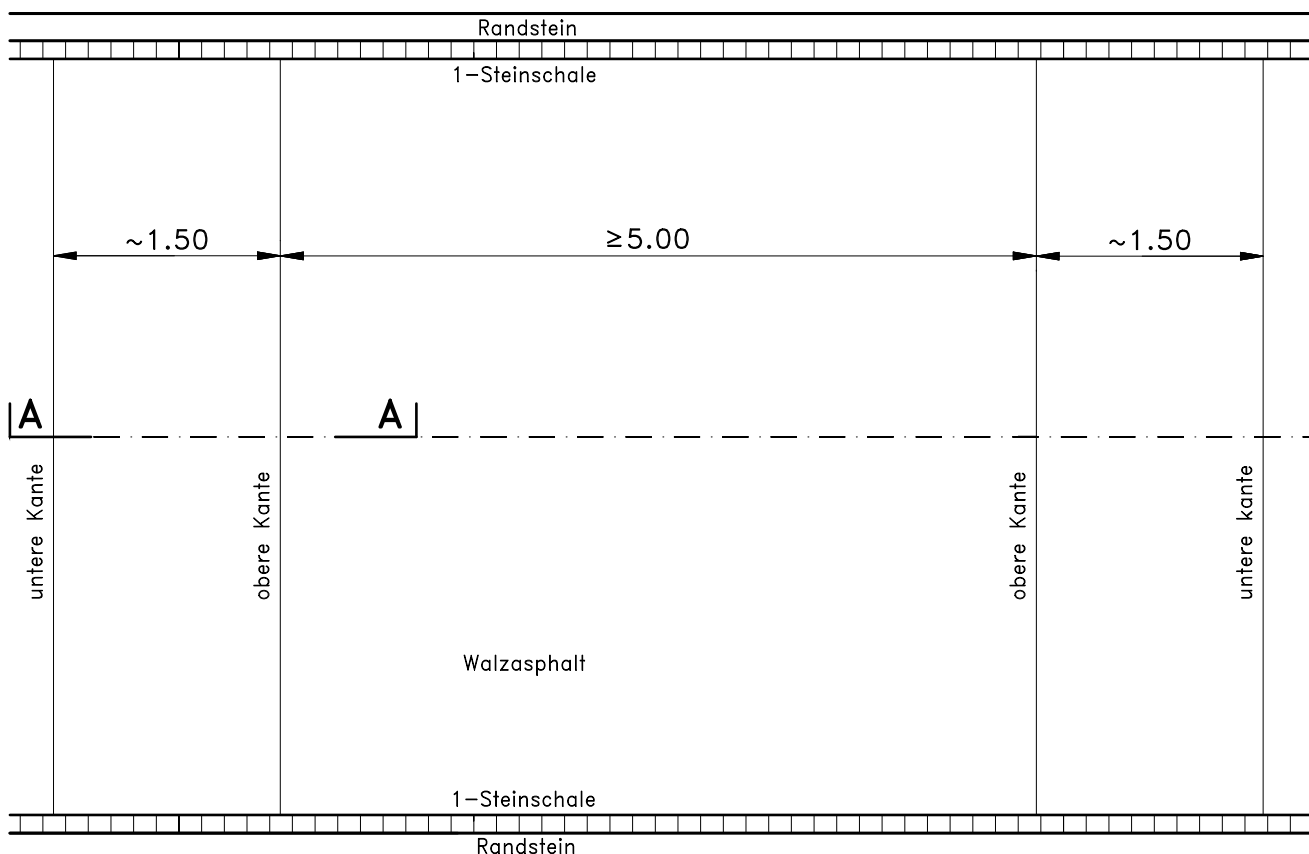 Randstein
1-Steinschale
~1.50 ≥5.00 ~1.50
A A
untere Kante
obere Kante
obere Kante
untere kante
Walzasphalt
1-Steinschale
Randstein